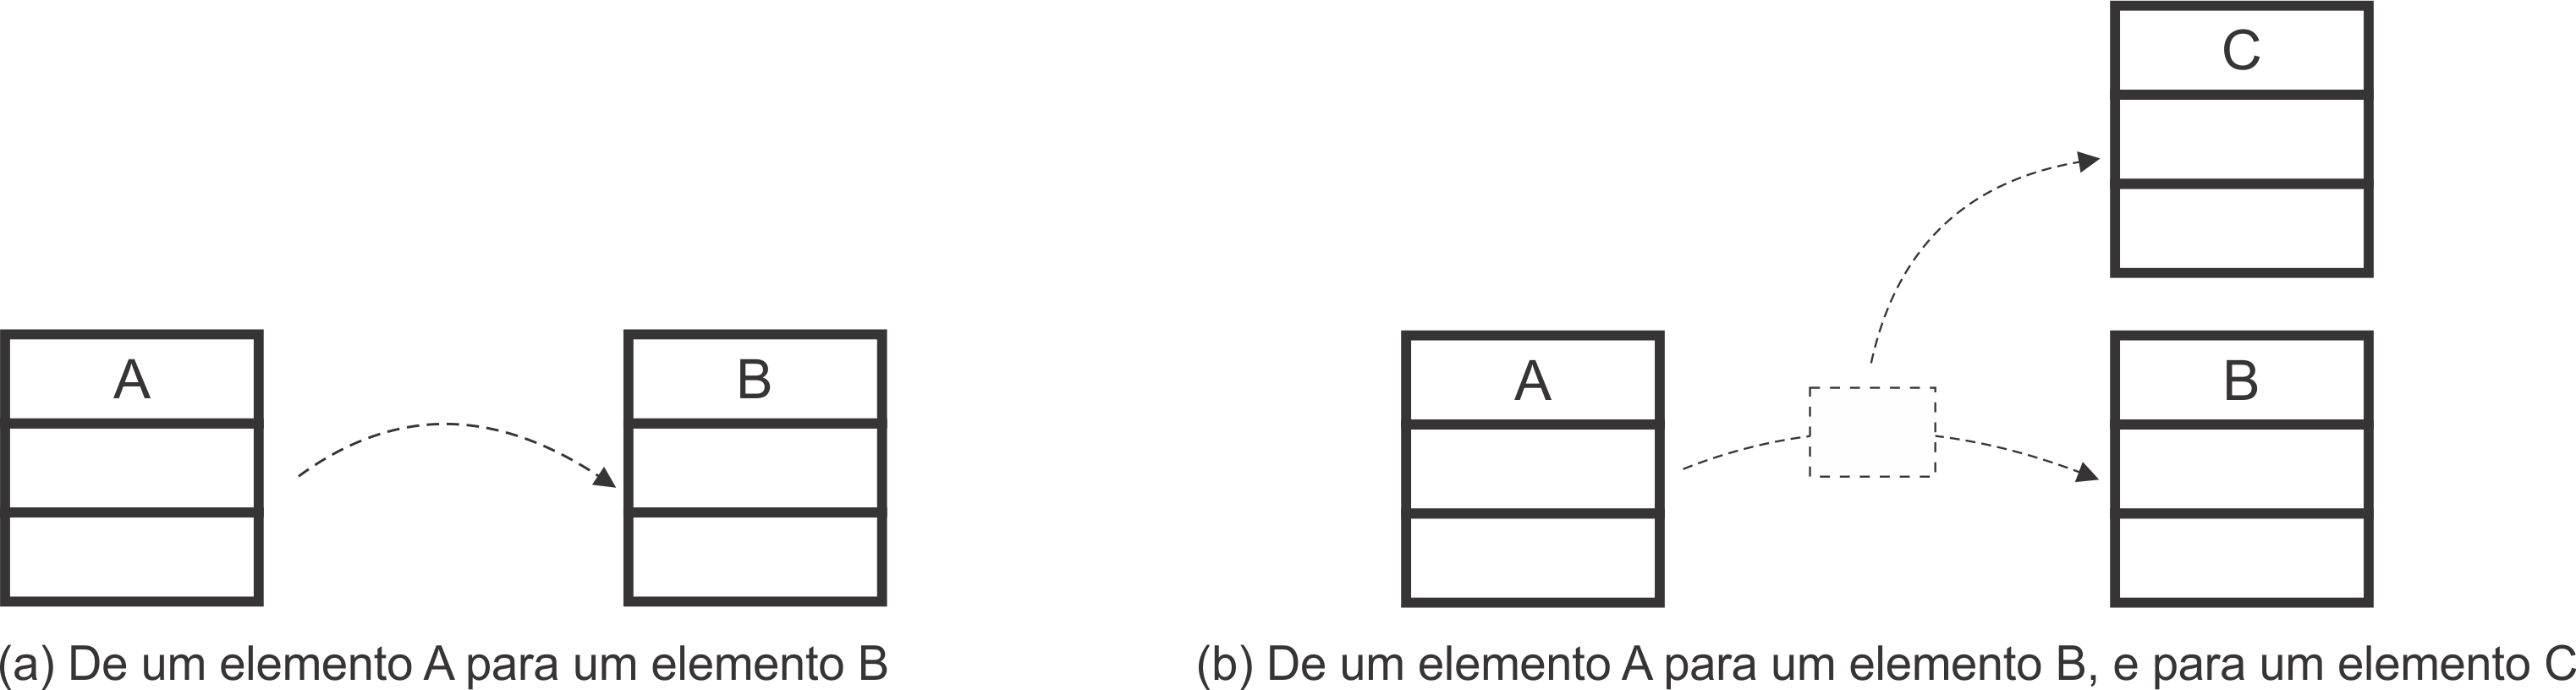 C
A
B
A
B
(a) De um elemento A para um elemento B
(b) De um elemento A para um elemento B, e para um elemento C